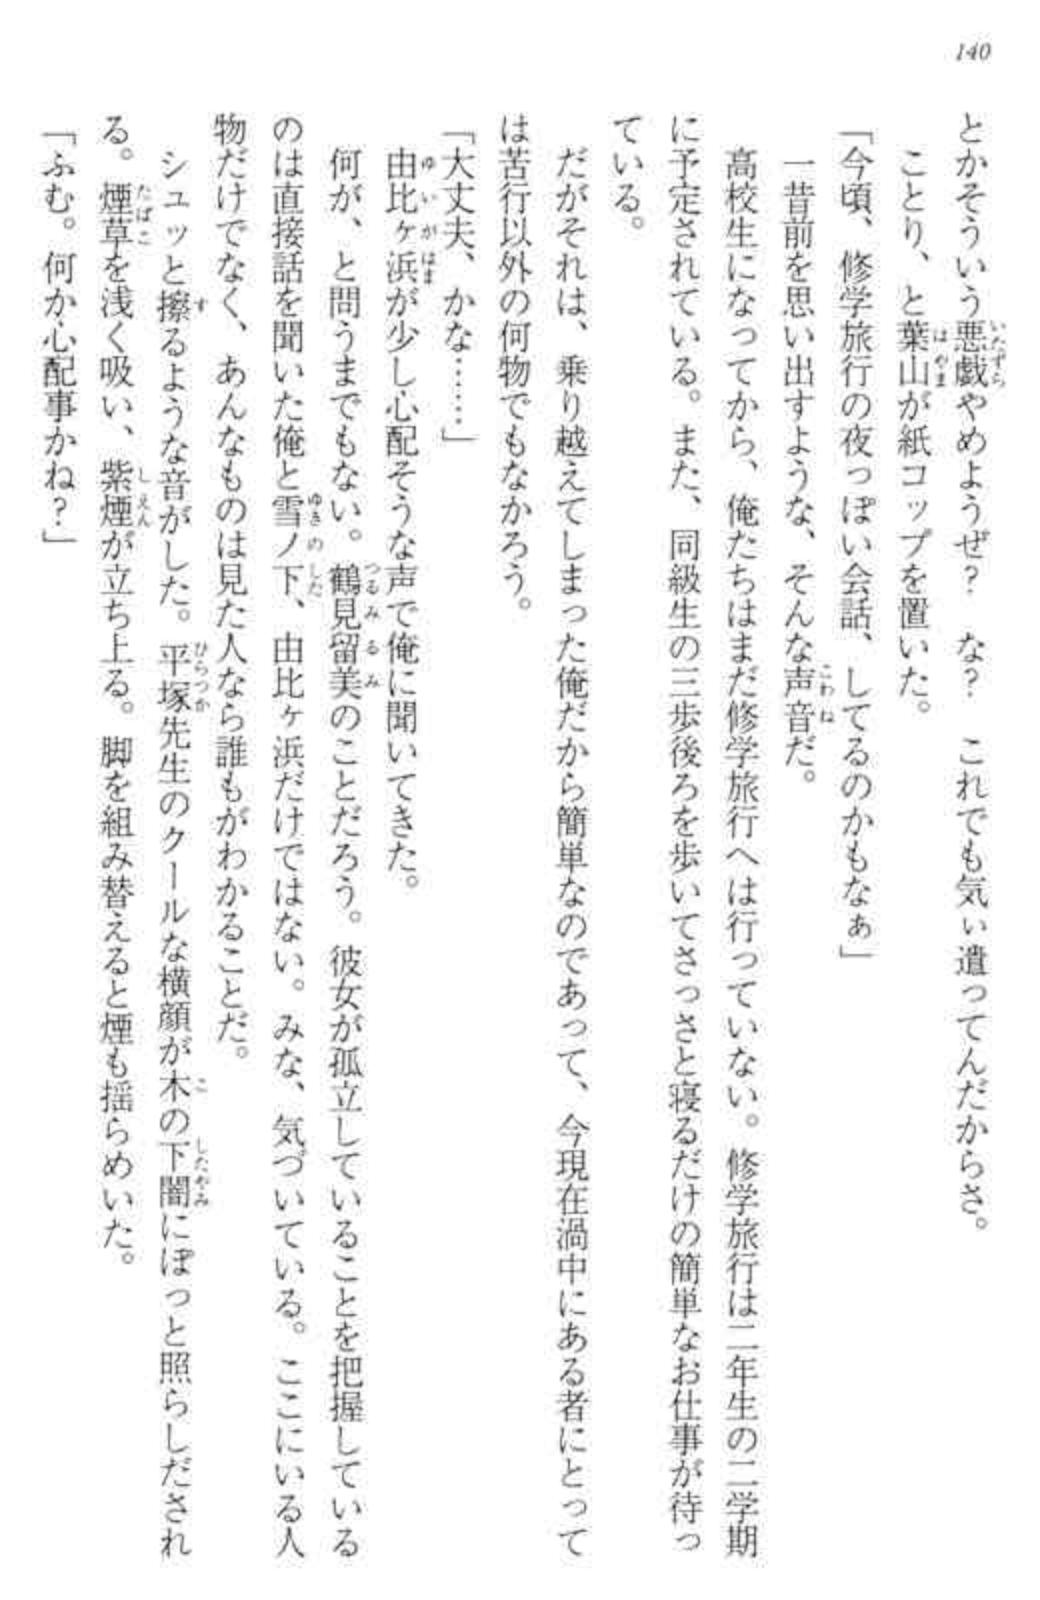 140
とかそういう悪戯やめようぜ？　な？　これでも気ぃ遣ってんだからさ。
　ことり、と葉山が紙コップを置いた。
「今頃、修学旅行の夜っぽい会話、してるのかもなぁ」
　一昔前を思い出すような、そんな声音だ。
　高校生になってから、俺たちはまだ修学旅行へは行っていない。修学旅行は二年生の二学期
に予定されている。また、同級生の三歩後ろを歩いてさっさと寝るだけの簡単なお仕事が待っ
ている。
　だがそれは、乗り越えてしまった俺だから簡単なのであって、今現在渦中にある者にとって
は苦行以外の何物でもなかろう。
「大丈夫、かな……」
　由比ヶ浜が少し心配そうな声で俺に聞いてきた。
　何が、と問うまでもない。鶴見留美のことだろう。彼女が孤立していることを把握している
のは直接話を聞いた俺と雪ノ下、由比ヶ浜だけではない。みな、気づいている。ここにいる人
物だけでなく、あんなものは見た人なら誰もがわかることだ。
　シュッと擦るような音がした。平塚先生のクールな横顔が木の下闇にぽっと照らしだされ
る。煙草を浅く吸い、紫煙が立ち上る。脚を組み替えると煙も揺らめいた。
「ふむ。何か心配事かね？」